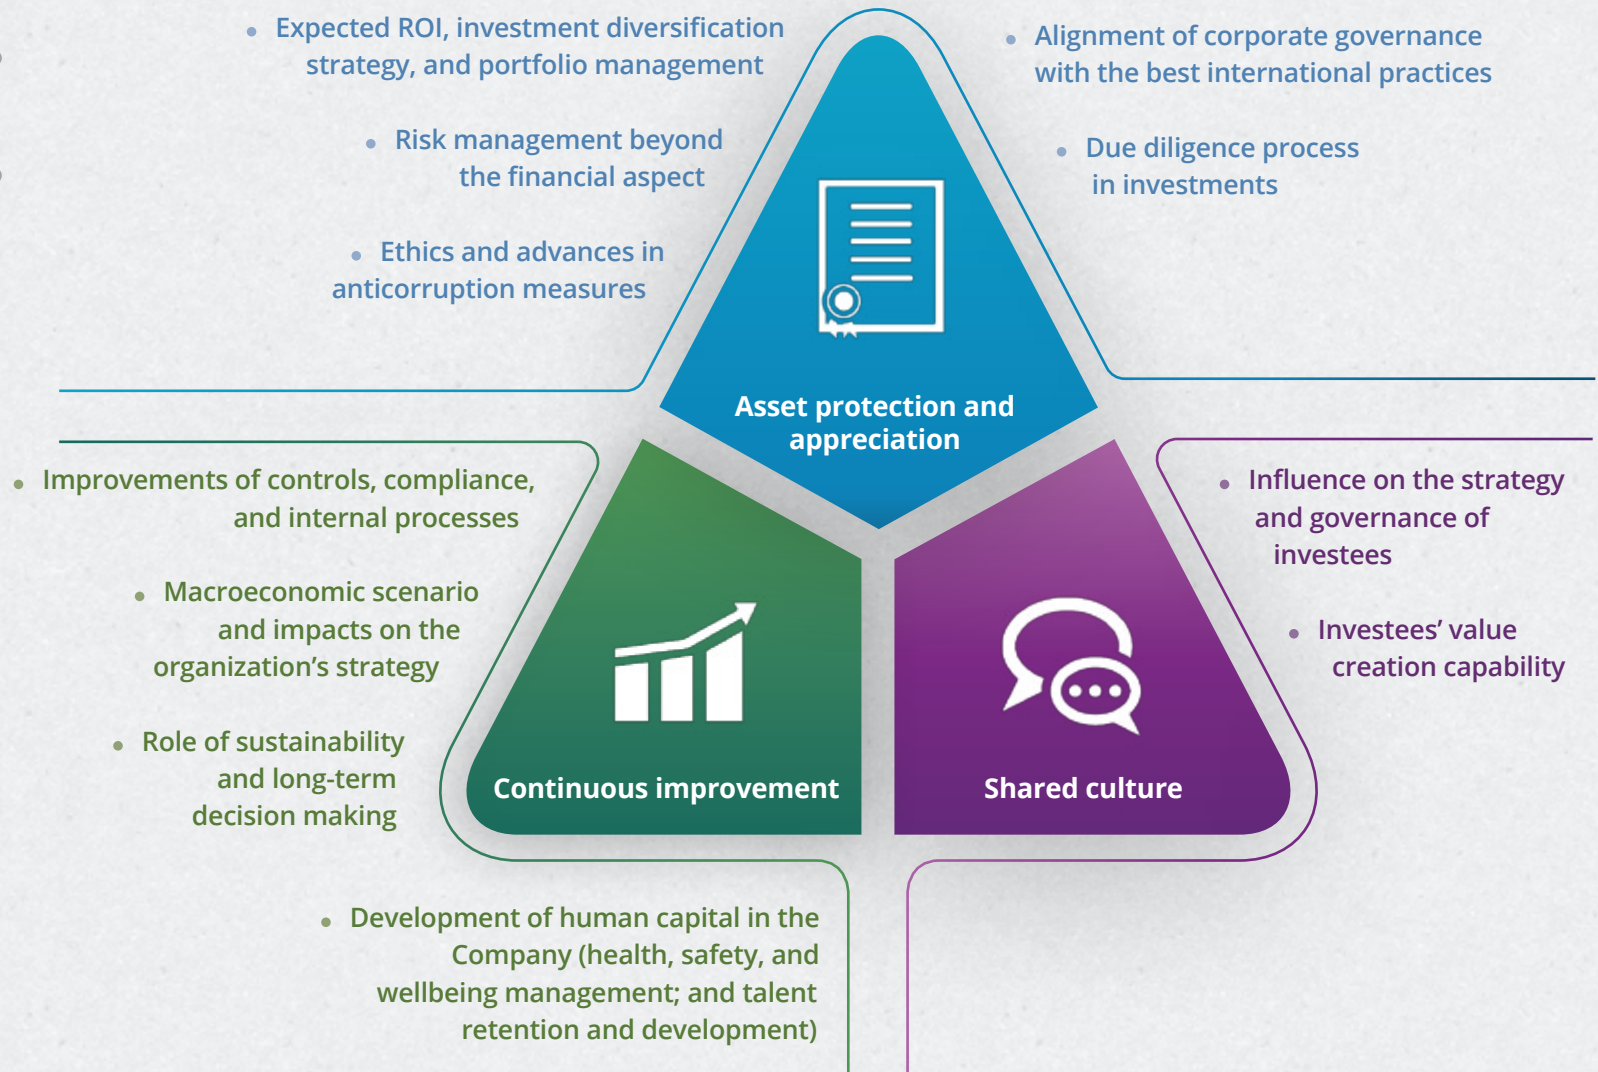 • Expected ROI, investment diversification
strategy, and portfolio management
• Risk management beyond
the financial aspect
• Ethics and advances in
anticorruption measures
• Alignment of corporate governance
with the best international practices
• Due diligence process
in investments
Asset protection and
appreciation
• Improvements of controls, compliance,
and internal processes
• Macroeconomic scenario
and impacts on the
organization’s strategy
• Role of sustainability
and long-term
decision making
• Development of human capital in the
Company (health, safety, and
wellbeing management; and talent
retention and development)
Continuous improvement
Shared culture
• Influence on the strategy
and governance of
investees
• Investees’ value
creation capability